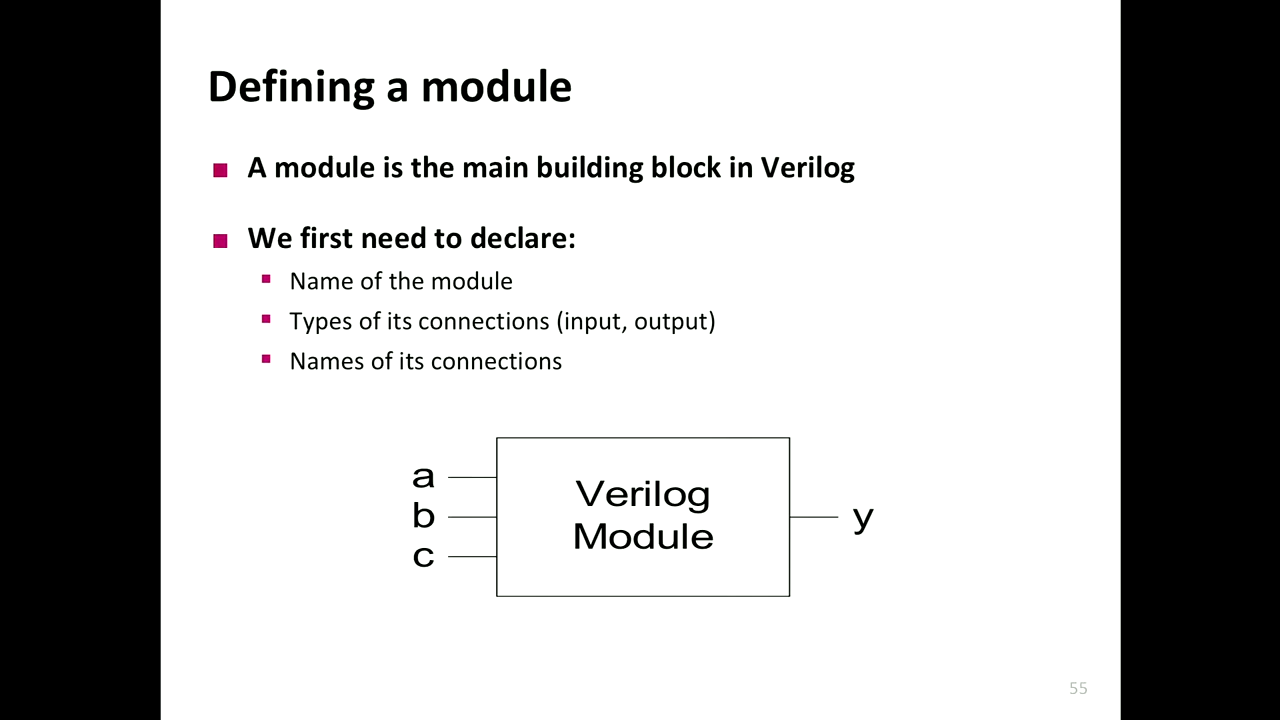 Defining a module
A module is the main building block in Verilog
We first need to declare:
Name of the module
Types of its connections (input, output)
Names of its connections
a
b
c
Verilog
Module
y
55